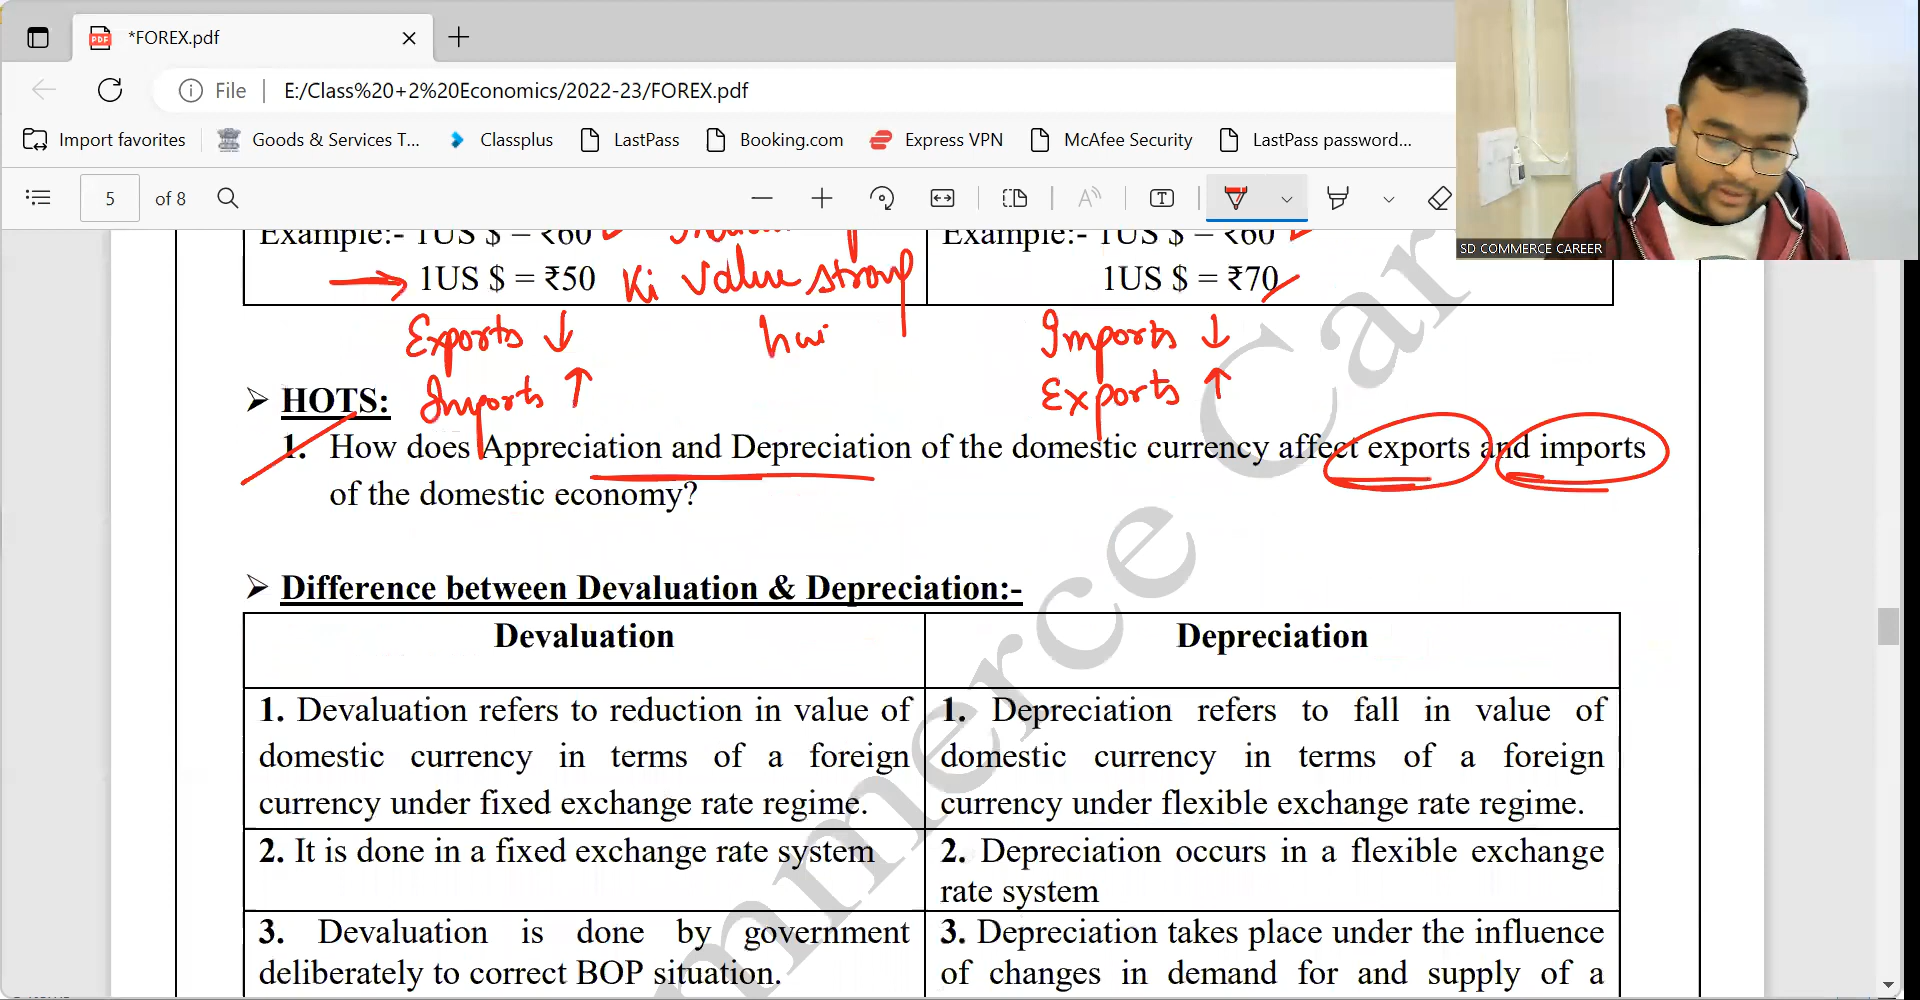 *FOREX.pdf
File
E:/Class%20+2%20Economics/2022-23/FOREX.pdf
Import favorites
Goods & Services T...
Classplus
LastPass
Booking.com
Express VPN
McAfee Security
LastPass password...
5 of 8
SD COMMERCE CAREER
Example:- 1US $ = ₹60
Example:- 1US $ = ₹60
1US $ = ₹50
Ki value strong
1US $ = ₹70
Exports ↓
hui
Imports ↓
Imports ↑
Exports ↑
➢ HOTS:
1. How does Appreciation and Depreciation of the domestic currency affect exports and imports
of the domestic economy?
➢ Difference between Devaluation & Depreciation:-
Devaluation
Depreciation
1. Devaluation refers to reduction in value of
domestic currency in terms of a foreign
currency under fixed exchange rate regime.
1. Depreciation refers to fall in value of
domestic currency in terms of a foreign
currency under flexible exchange rate regime.
2. It is done in a fixed exchange rate system
2. Depreciation occurs in a flexible exchange
rate system
3. Devaluation is done by government
deliberately to correct BOP situation.
3. Depreciation takes place under the influence
of changes in demand for and supply of a
mmerce Car